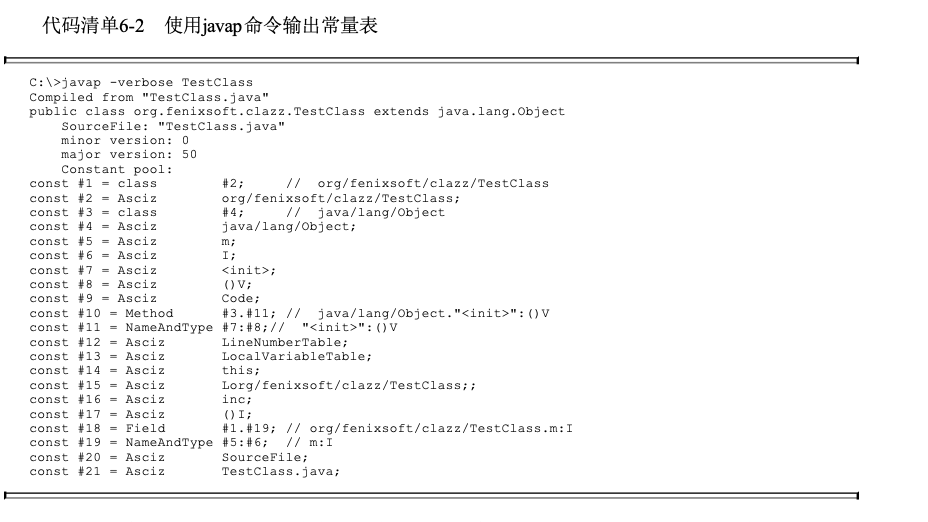 代码清单6-2 使用javap命令输出常量表
C:\>javap -verbose TestClass
Compiled from "TestClass.java"
public class org.fenixsoft.clazz.TestClass extends java.lang.Object
SourceFile: "TestClass.java"
minor version: 0
major version: 50
Constant pool:
const #1 = class #2; // org/fenixsoft/clazz/TestClass
const #2 = Asciz org/fenixsoft/clazz/TestClass;
const #3 = class #4; // java/lang/Object
const #4 = Asciz java/lang/Object;
const #5 = Asciz m;
const #6 = Asciz I;
const #7 = Asciz <init>;
const #8 = Asciz ()V;
const #9 = Asciz Code;
const #10 = Method #3.#11; // java/lang/Object."<init>":()V
const #11 = NameAndType #7:#8;// "<init>":()V
const #12 = Asciz LineNumberTable;
const #13 = Asciz LocalVariableTable;
const #14 = Asciz this;
const #15 = Asciz Lorg/fenixsoft/clazz/TestClass;;
const #16 = Asciz inc;
const #17 = Asciz ()I;
const #18 = Field #1.#19; // org/fenixsoft/clazz/TestClass.m:I
const #19 = NameAndType #5:#6; // m:I
const #20 = Asciz SourceFile;
const #21 = Asciz TestClass.java;